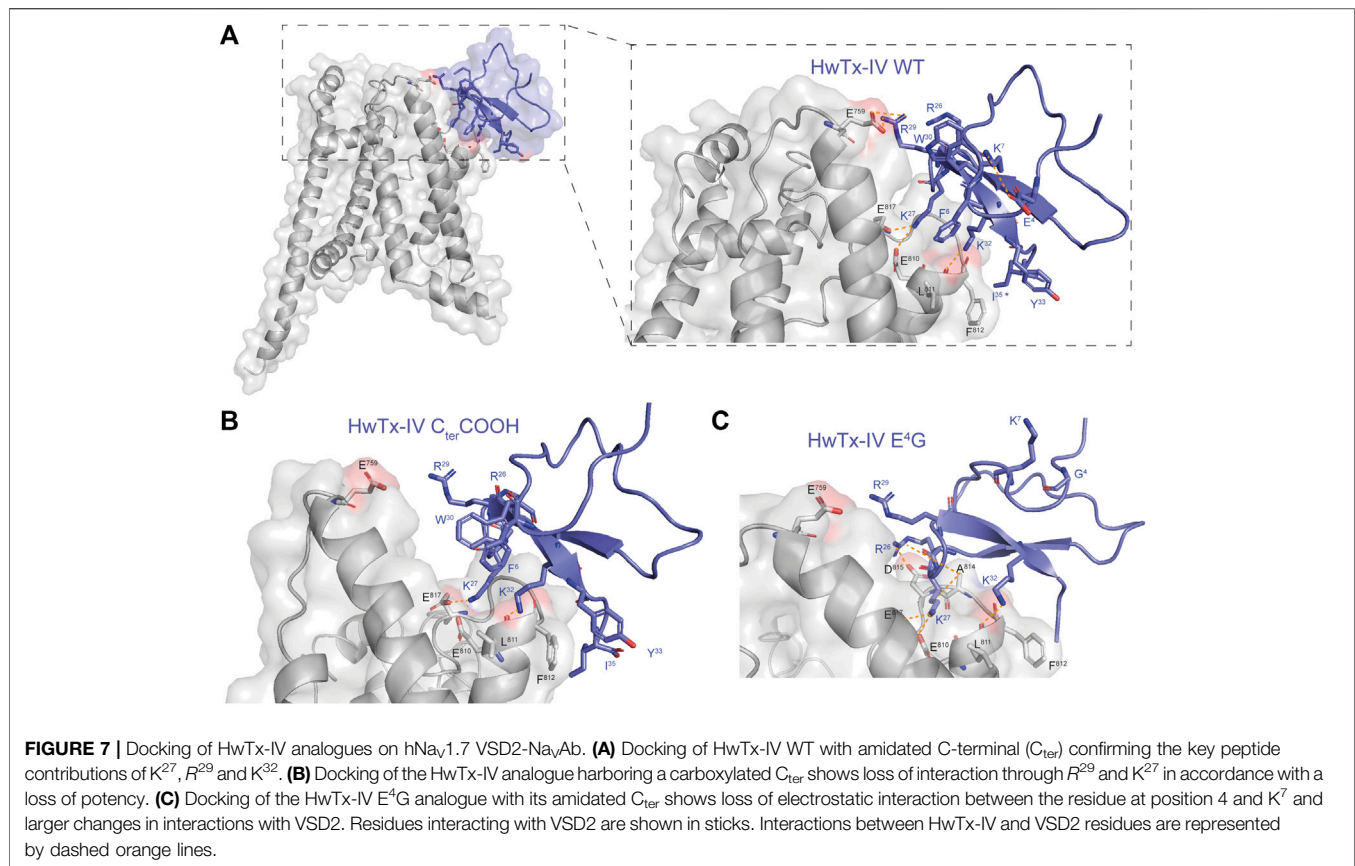 A
HwTx-IV WT
E⁷⁵⁹
R²⁶
R²⁹
W³⁰
K⁷
E⁸¹⁷
K²⁷
F⁶
E⁴
K³²
E⁸¹⁰
L⁸¹¹
I³⁵ *
Y³³
F⁸¹²
B
HwTx-IV CₜₑᵣCOOH
E⁷⁵⁹
R²⁹
R²⁶
W³⁰
F⁶
K²⁷
K³²
E⁸¹⁷
E⁸¹⁰
L⁸¹¹
Y³³
I³⁵
F⁸¹²
C
HwTx-IV E⁴G
K⁷
G⁴
E⁷⁵⁹
R²⁹
R²⁶
D⁸¹⁵
A⁸¹⁴
K³²
E⁸¹⁷
K²⁷
E⁸¹⁰
L⁸¹¹
F⁸¹²
FIGURE 7 | Docking of HwTx-IV analogues on hNaᵥ1.7 VSD2-NaᵥAb. (A) Docking of HwTx-IV WT with amidated C-terminal (Cₜₑᵣ) confirming the key peptide
contributions of K²⁷, R²⁹ and K³². (B) Docking of the HwTx-IV analogue harboring a carboxylated Cₜₑᵣ shows loss of interaction through R²⁹ and K²⁷ in accordance with a
loss of potency. (C) Docking of the HwTx-IV E⁴G analogue with its amidated Cₜₑᵣ shows loss of electrostatic interaction between the residue at position 4 and K⁷ and
larger changes in interactions with VSD2. Residues interacting with VSD2 are shown in sticks. Interactions between HwTx-IV and VSD2 residues are represented
by dashed orange lines.